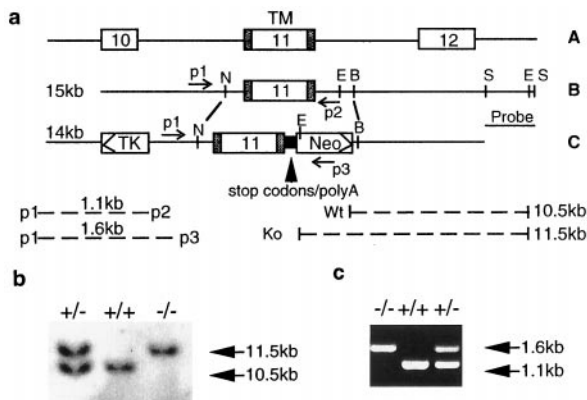 a
TM
10 11 12 A
p1 N E B S E S
15kb 11 B
p2 Probe
14kb p1 N E B
TK 11 Neo C
p3
stop codons/polyA
1.1kb
p1 p2 Wt 10.5kb
1.6kb
p1 p3 Ko 11.5kb
b c
+/- +/+ -/- -/- +/+ +/-
11.5kb 1.6kb
10.5kb 1.1kb